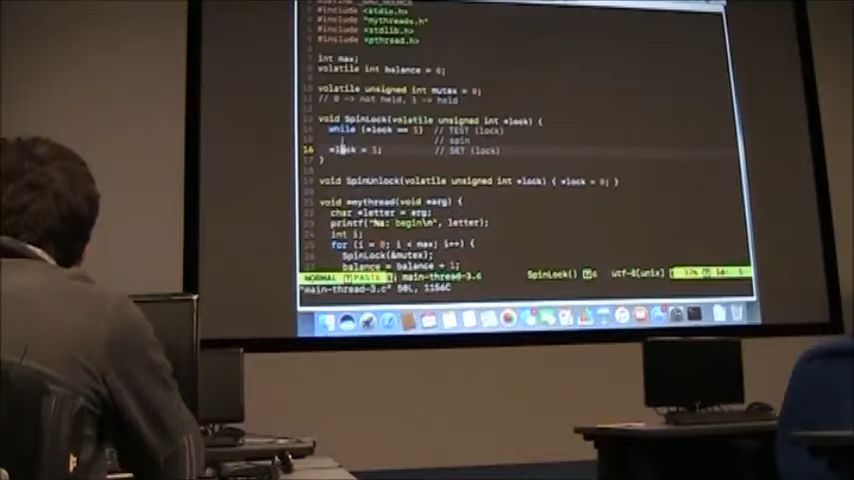 #include <stdio.h>
#include "mythreads.h"
#include <stdlib.h>
#include <pthread.h>
int max;
volatile int balance = 0;
volatile unsigned int mutex = 0;
// 0 -> not held, 1 -> held
void SpinLock(volatile unsigned int *lock) {
while (*lock == 1) // TEST (lock)
; // spin
16 *lock = 1; // SET (lock)
}
void SpinUnlock(volatile unsigned int *lock) { *lock = 0; }
void *mythread(void *arg) {
char *letter = arg;
printf("%s: begin\n", letter);
int i;
for (i = 0; i < max; i++) {
SpinLock(&mutex);
balance = balance + 1;
NORMAL PASTE main-thread-3.c SpinLock() utf-8[unix]
"main-thread-3.c" 50L, 1156C